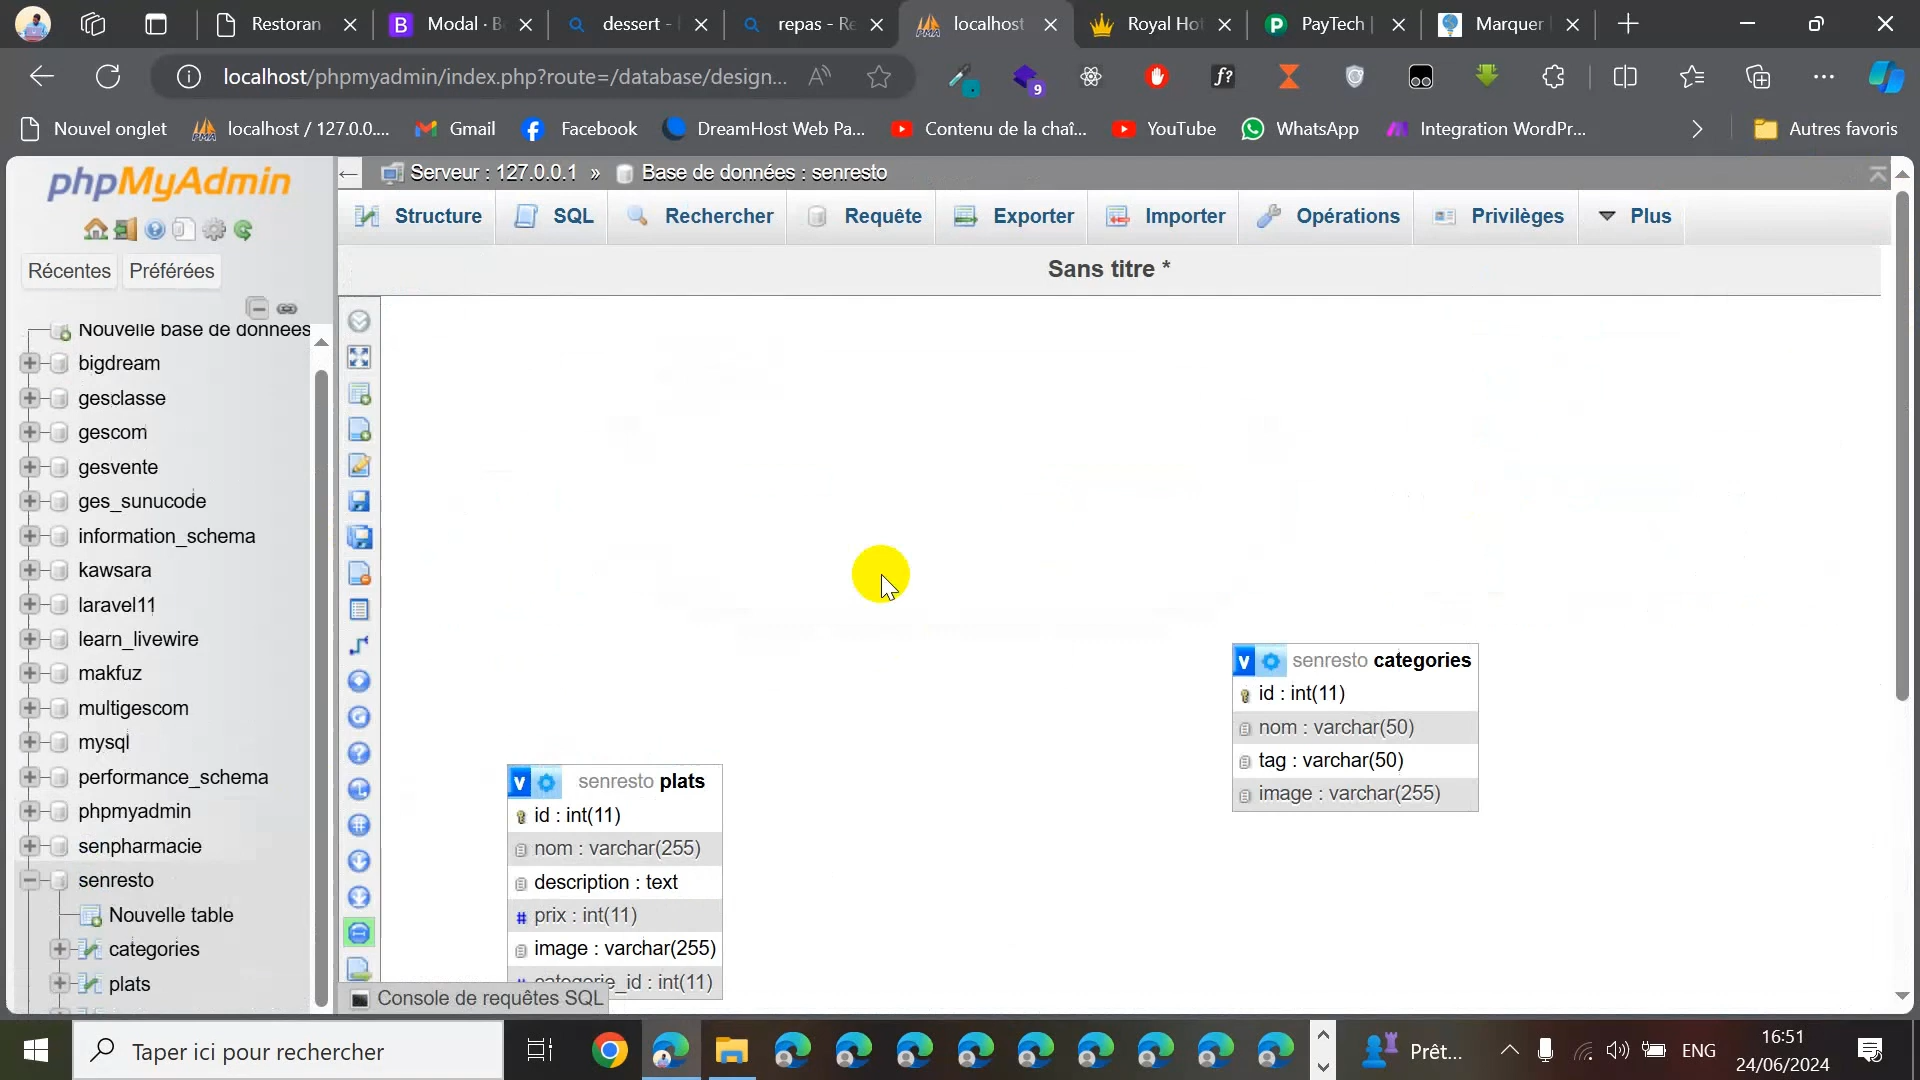 Restoran
Modal · B
dessert -
repas - Re
localhost
Royal Hot
PayTech |
Marquer
localhost/phpmyadmin/index.php?route=/database/design...
9
Nouvel onglet
localhost / 127.0.0....
Gmail
Facebook
DreamHost Web Pa...
Contenu de la chaî...
YouTube
WhatsApp
Integration WordPr...
Autres favoris
phpMyAdmin
Serveur : 127.0.0.1 » Base de données : senresto
Structure
SQL
Rechercher
Requête
Exporter
Importer
Opérations
Privilèges
Plus
Récentes
Préférées
Sans titre *
Nouvelle base de données
bigdream
gesclasse
gescom
gesvente
ges_sunucode
information_schema
kawsara
laravel11
learn_livewire
makfuz
multigescom
mysql
performance_schema
phpmyadmin
senpharmacie
senresto
Nouvelle table
categories
plats
senresto categories
id : int(11)
nom : varchar(50)
tag : varchar(50)
image : varchar(255)
senresto plats
id : int(11)
nom : varchar(255)
description : text
prix : int(11)
image : varchar(255)
categorie_id : int(11)
Console de requêtes SQL
Taper ici pour rechercher
Prêt...
ENG
16:51
24/06/2024